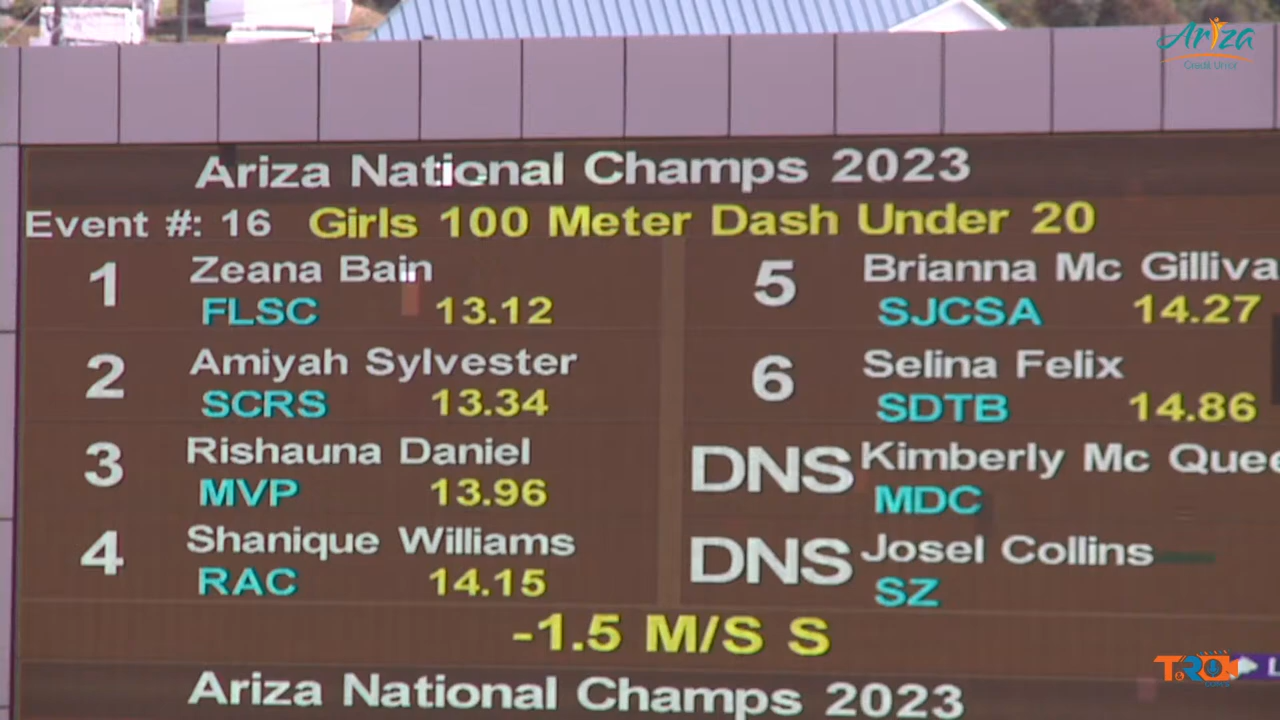 Ariza
Credit Union
Ariza National Champs 2023
Event #: 16 Girls 100 Meter Dash Under 20
1 Zeana Bain
FLSC 13.12
2 Amiyah Sylvester
SCRS 13.34
3 Rishauna Daniel
MVP 13.96
4 Shanique Williams
RAC 14.15
5 Brianna Mc Gilliva
SJCSA 14.27
6 Selina Felix
SDTB 14.86
DNS Kimberly Mc Quee
MDC
DNS Josel Collins
SZ
-1.5 M/S S
Ariza National Champs 2023